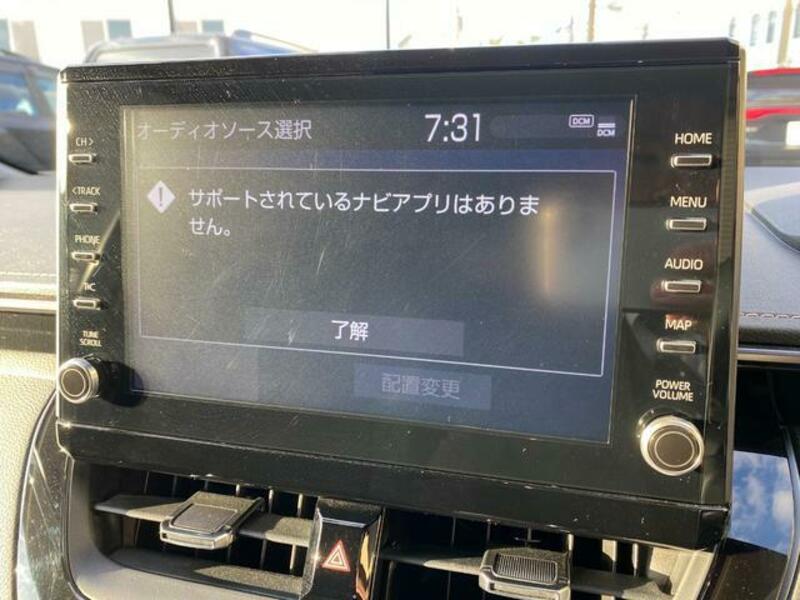 オーディオソース選択
7:31
DCM
DCM
サポートされているナビアプリはありま
せん。
了解
配置変更
CH >
< TRACK
PHONE
TUNE
SCROLL
HOME
MENU
AUDIO
MAP
POWER
VOLUME